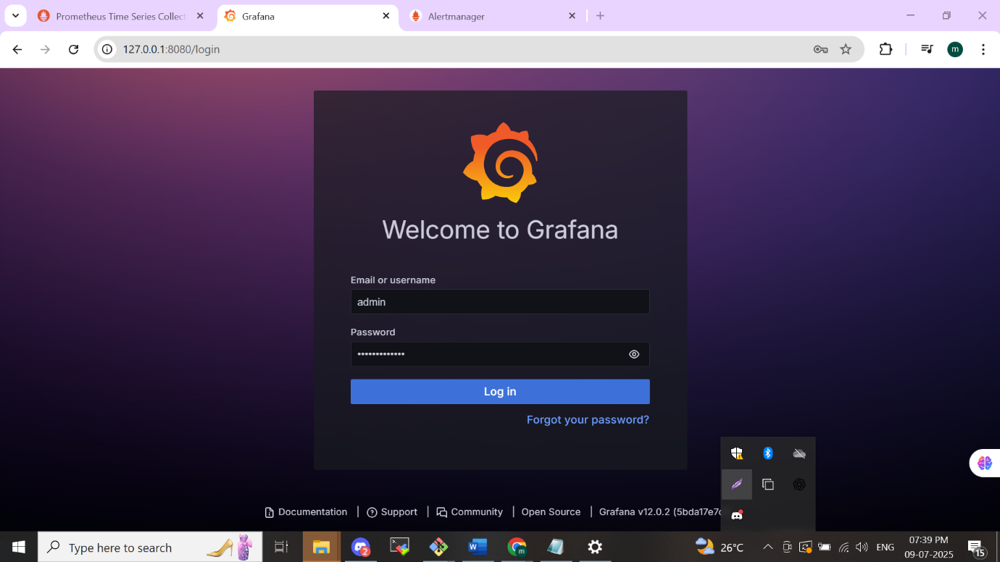 Prometheus Time Series Collect
Grafana
Alertmanager
127.0.0.1:8080/login
m
Welcome to Grafana
Email or username
admin
Password
•••••••••••••
Log in
Forgot your password?
Documentation | Support | Community | Open Source | Grafana v12.0.2 (5bda17e7c
Type here to search
2
m
26°C
ENG
07:39 PM
09-07-2025
15